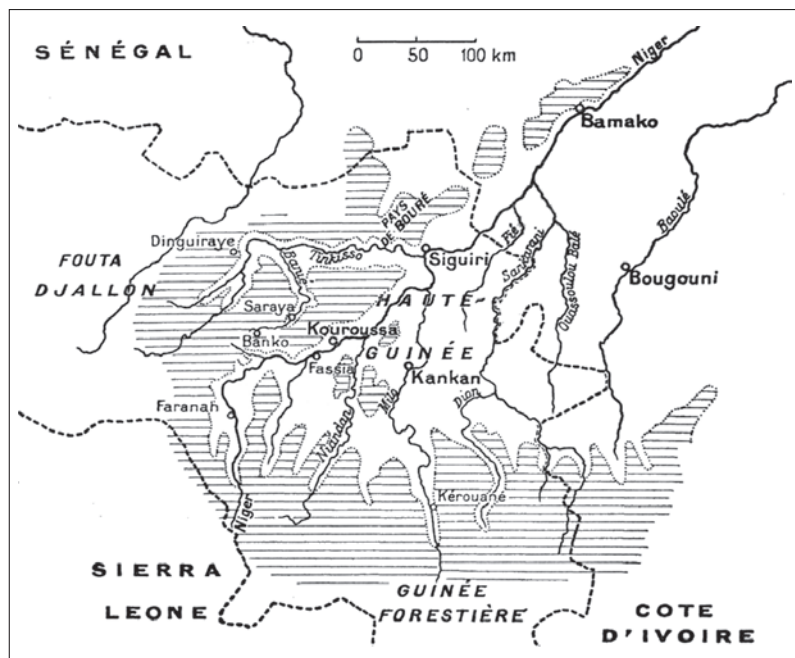 SÉNÉGAL
0 50 100 km
Niger
Bamako
PAYS
DE BOURÉ
Dinguiraye
Tinkisso
Siguiri
Fié
Sankarani
Ouassoulou Balé
Baoulé
Bougouni
FOUTA
DJALLON
Banié
HAUTE-
Saraya
Banko
Kouroussa
GUINÉE
Fassia
Kankan
Faranah
Niandan
Milo
Dion
Kérouané
Niger
SIERRA
LEONE
GUINÉE
FORESTIÈRE
COTE
D'IVOIRE